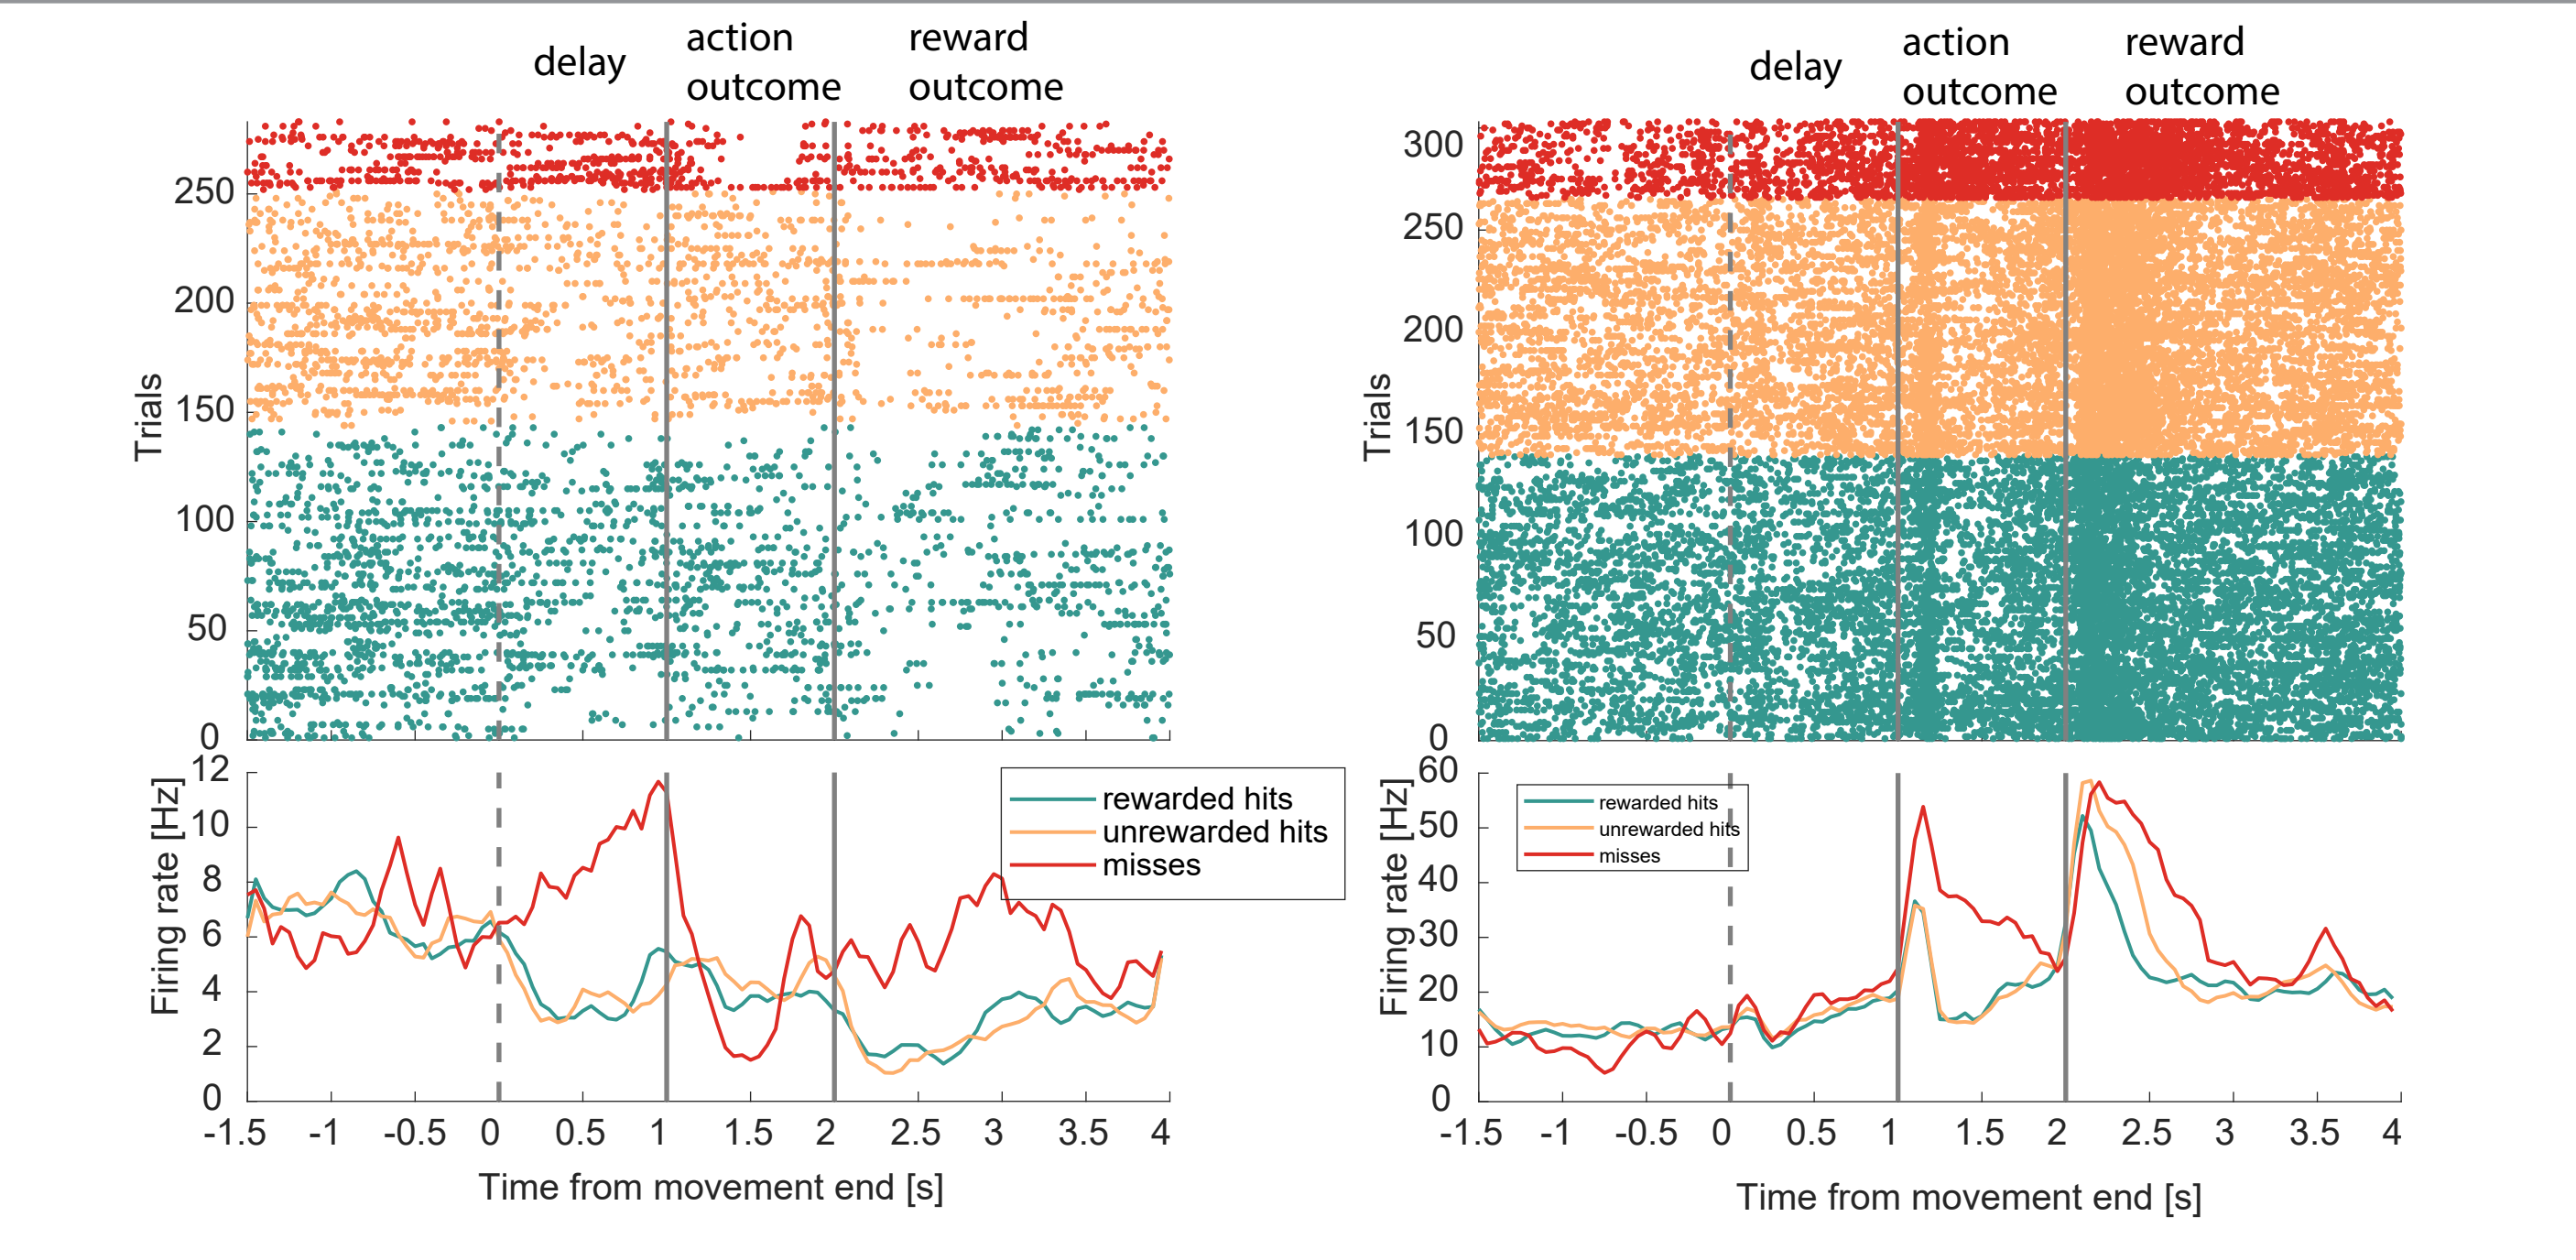 delay
action
outcome
reward
outcome
Trials
250
200
150
100
50
0
Firing rate [Hz]
12
10
8
6
4
2
0
rewarded hits
unrewarded hits
misses
-1.5 -1 -0.5 0 0.5 1 1.5 2 2.5 3 3.5 4
Time from movement end [s]
delay
action
outcome
reward
outcome
Trials
300
250
200
150
100
50
0
Firing rate [Hz]
60
50
40
30
20
10
0
rewarded hits
unrewarded hits
misses
-1.5 -1 -0.5 0 0.5 1 1.5 2 2.5 3 3.5 4
Time from movement end [s]